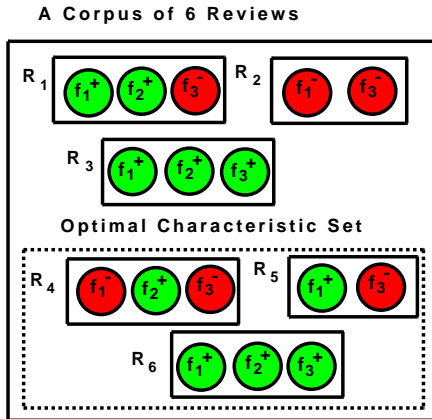 A Corpus of 6 Reviews
R1 f1+ f2+ f3- R2 f1- f3-
R3 f1+ f2+ f3+
Optimal Characteristic Set
R4 f1- f2+ f3- R5 f1+ f3-
R6 f1+ f2+ f3+